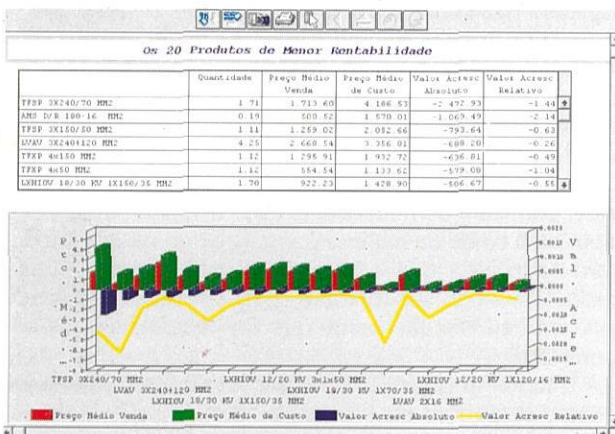 Os 20 Produtos de Menor Rentabilidade
Quantidade Preço Médio Venda Preço Médio de Custo Valor Acresc Absoluto Valor Acresc Relativo
TFSP 3X240/70 MM2 1.71 1.713.60 4.186.53 -2.472.93 -1.44
AMS D/R 180-16 MM2 0.19 500.52 1.570.01 -1.069.49 -2.14
TFSP 3X150/50 MM2 1.11 1.259.02 2.052.66 -793.64 -0.63
LVAV 3X240+120 MM2 4.25 2.668.54 3.356.81 -688.28 -0.26
TFXP 4x150 MM2 1.12 1.295.91 1.932.72 -636.81 -0.49
TFXP 4x50 MM2 1.12 554.54 1.133.62 -579.08 -1.04
LXHIOV 18/30 KV 1X150/35 MM2 1.70 922.23 1.428.90 -506.67 -0.55
Ptc. Méd...
Val. Acre...
TFSP 3X240/70 MM2 LXHIOV 12/20 KV 3x1x50 MM2 LXHIOV 12/20 KV 1X120/16 MM2
LVAV 3X240+120 MM2 LXHIOV 18/30 KV 1X70/35 MM2
LXHIOV 18/30 KV 1X150/35 MM2 LVAV 2X16 MM2
Preço Médio Venda Preço Médio de Custo Valor Acresc Absoluto Valor Acresc Relativo